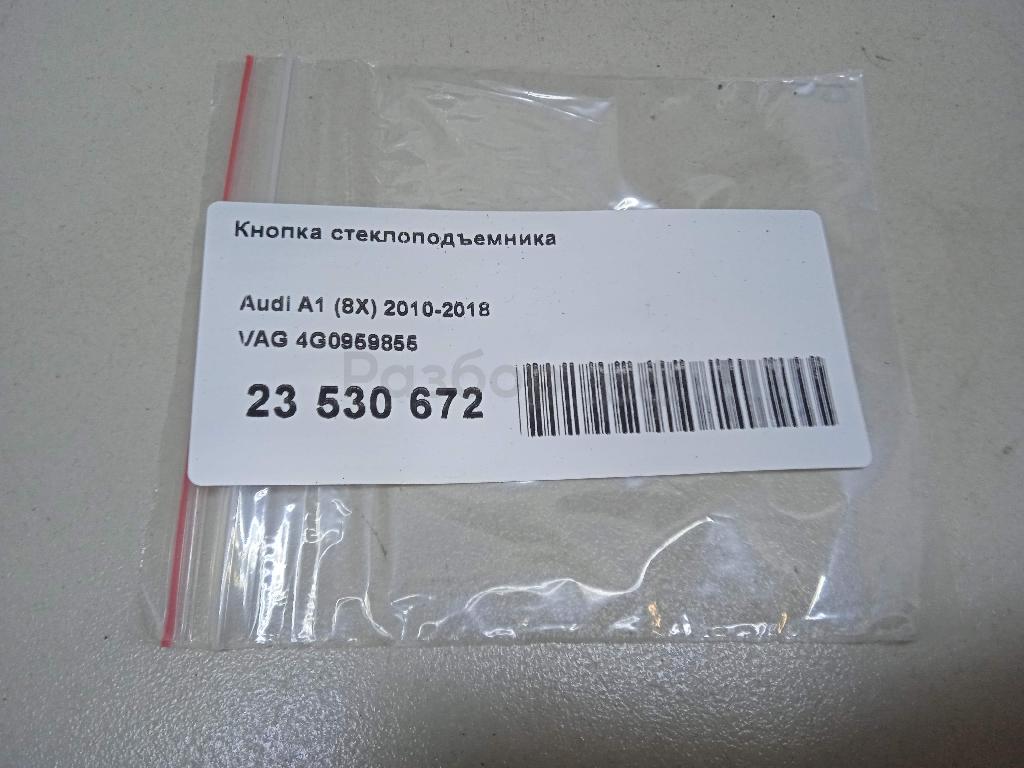 Кнопка стеклоподъемника
Audi A1 (8X) 2010-2018
VAG 4G0959855
23 530 672